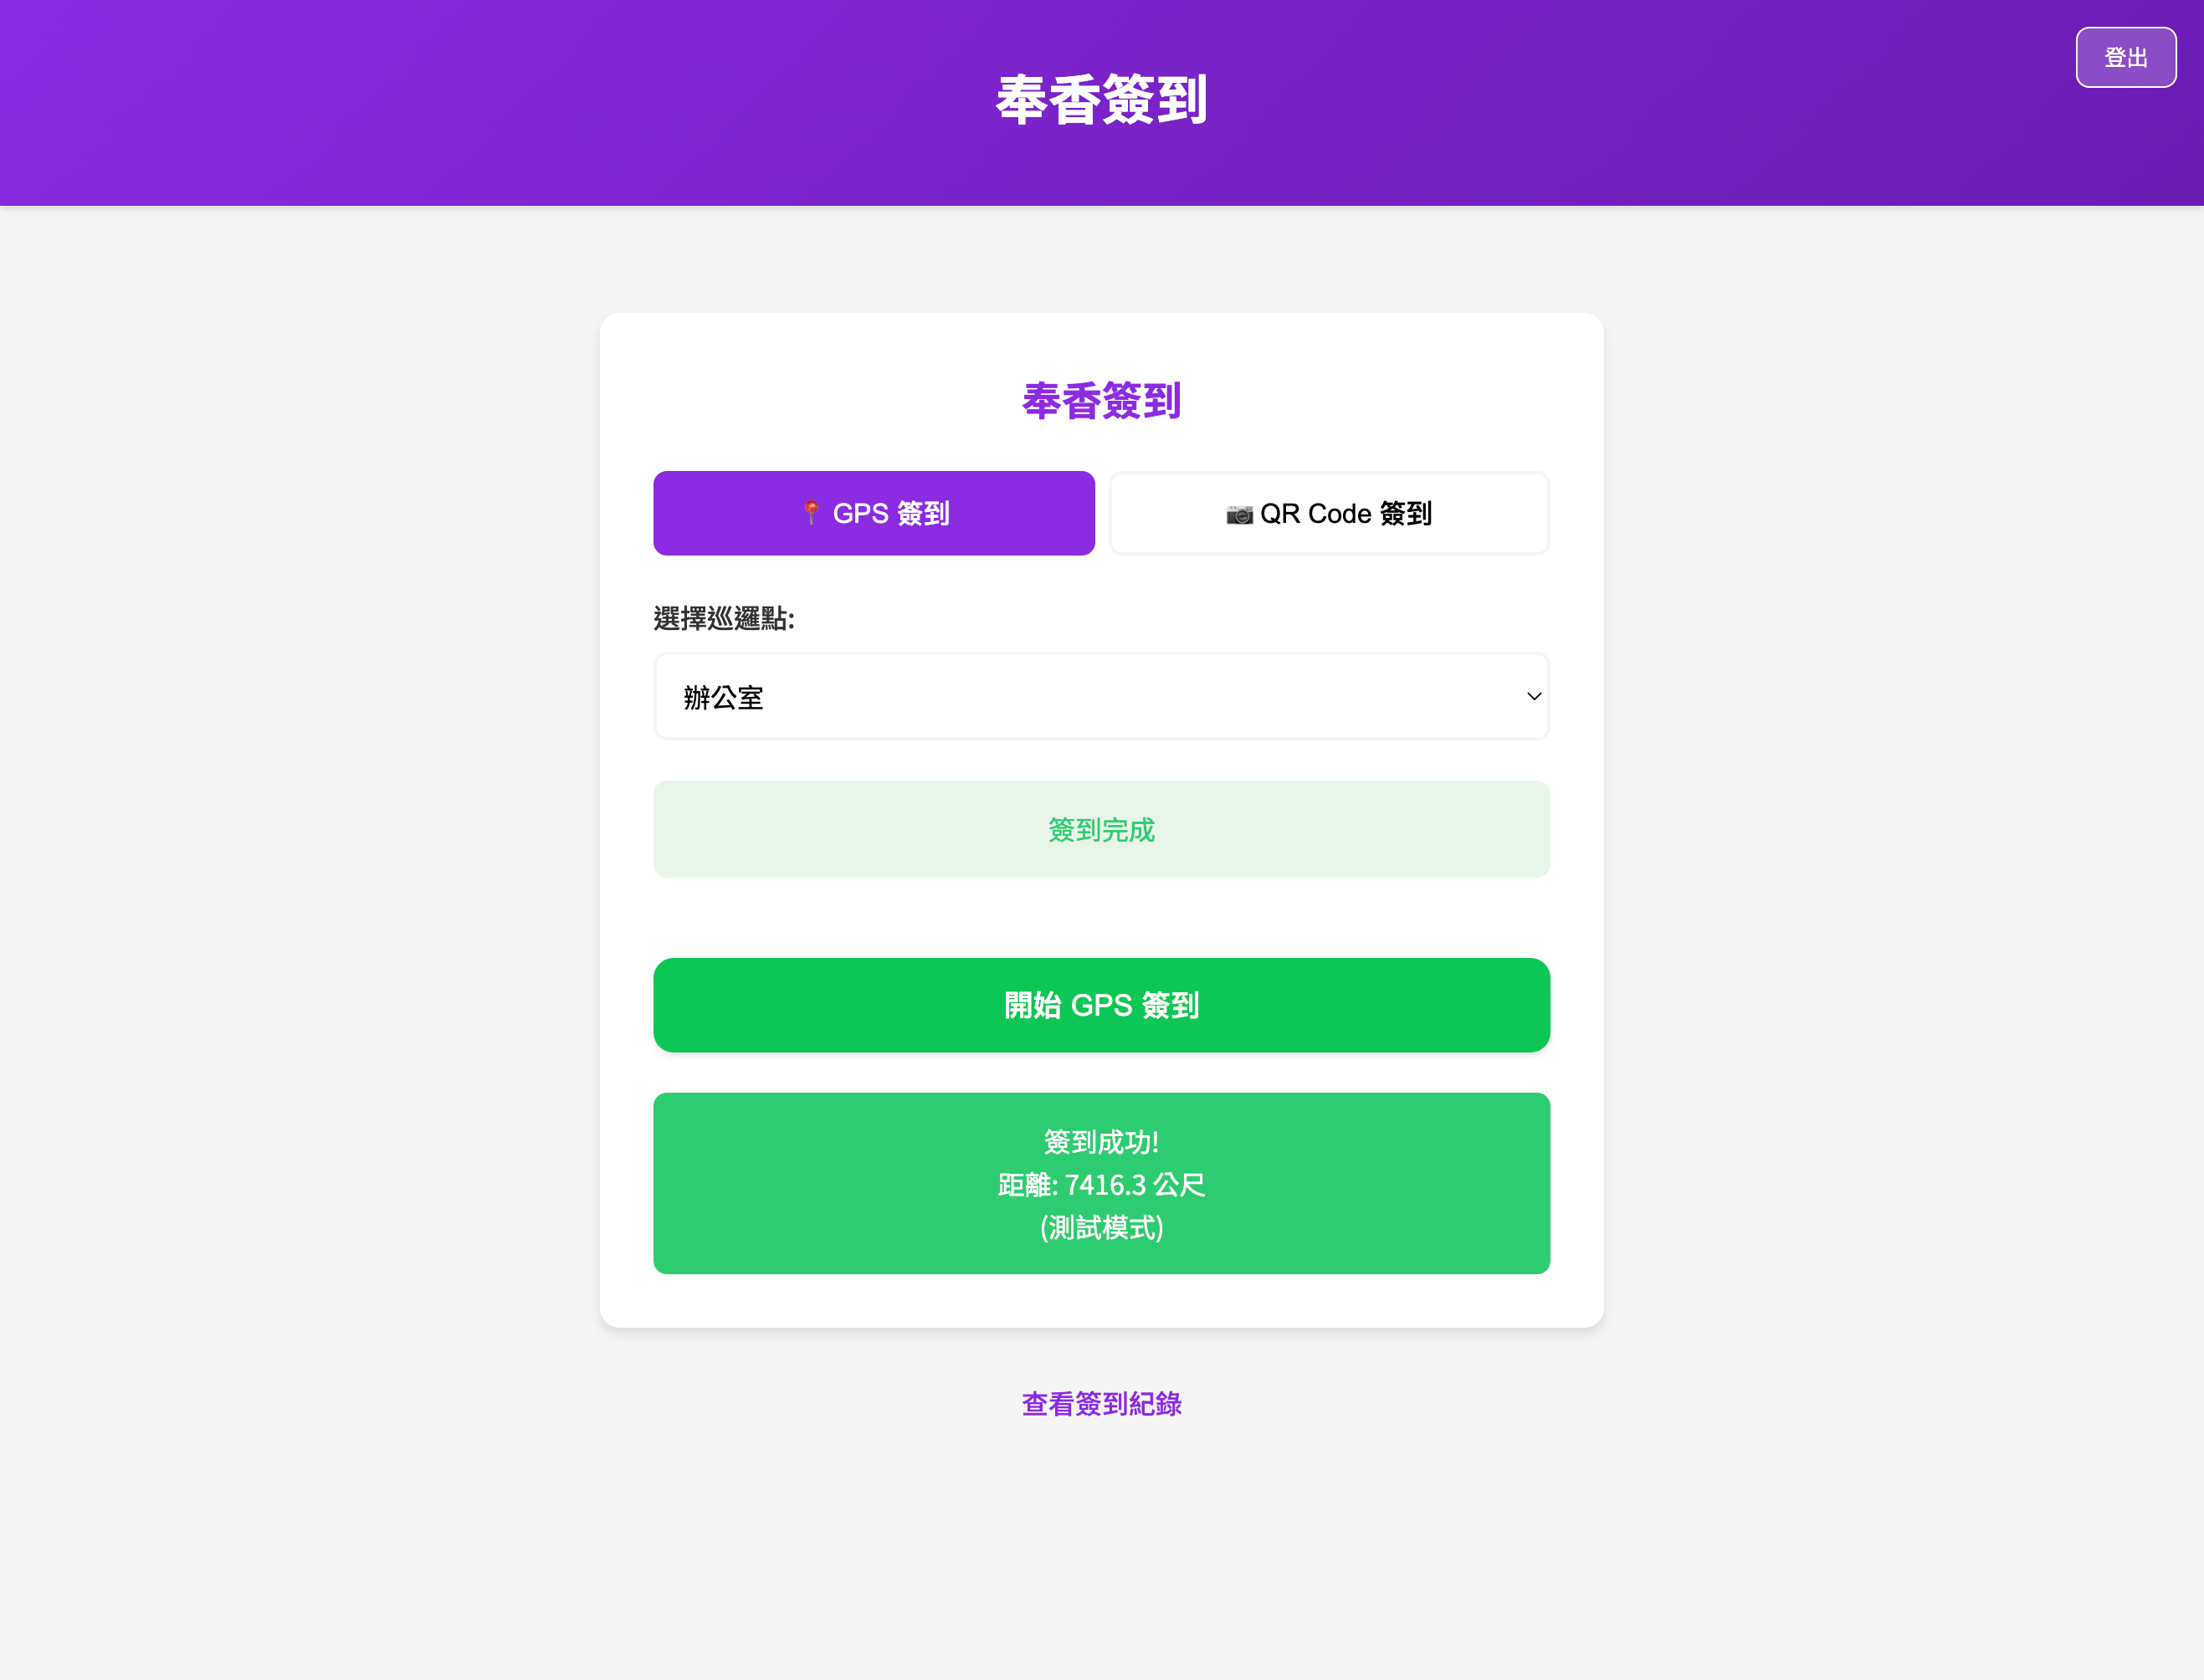 登出
奉香簽到
奉香簽到
📍 GPS 簽到
📷 QR Code 簽到
選擇巡邏點:
辦公室
簽到完成
開始 GPS 簽到
簽到成功!
距離: 7416.3 公尺
(測試模式)
查看簽到紀錄